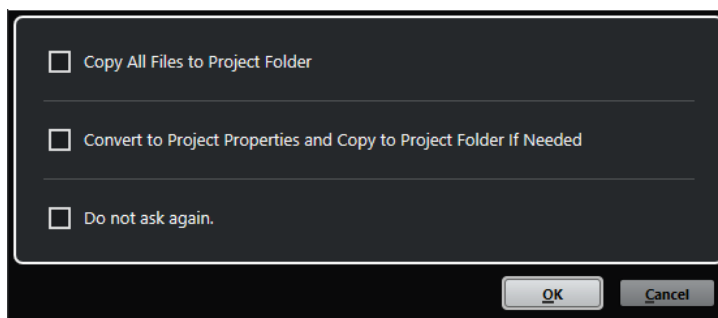 Copy All Files to Project Folder
Convert to Project Properties and Copy to Project Folder If Needed
Do not ask again.
OK
Cancel